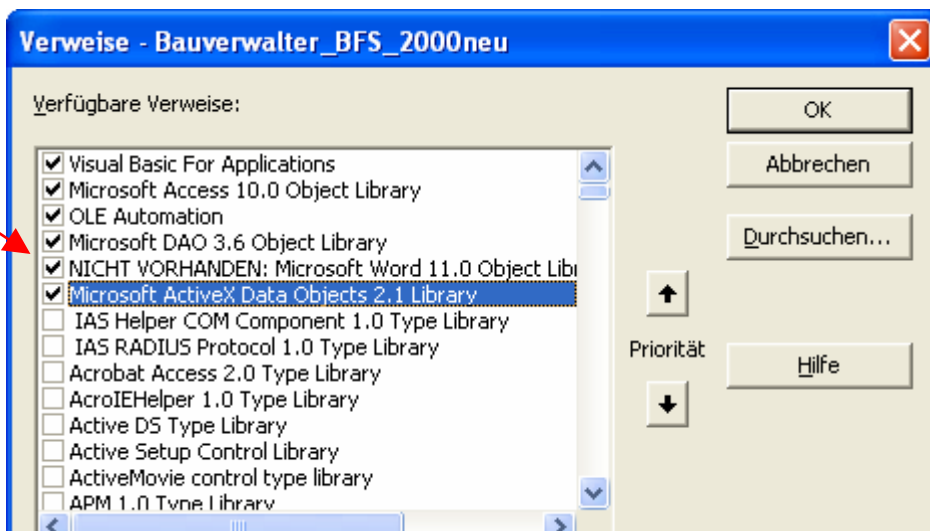 Verweise - Bauverwalter_BFS_2000neu
Verfügbare Verweise:
OK
Abbrechen
Durchsuchen...
Priorität
Hilfe
Visual Basic For Applications
Microsoft Access 10.0 Object Library
OLE Automation
Microsoft DAO 3.6 Object Library
NICHT VORHANDEN: Microsoft Word 11.0 Object Libr
Microsoft ActiveX Data Objects 2.1 Library
IAS Helper COM Component 1.0 Type Library
IAS RADIUS Protocol 1.0 Type Library
Acrobat Access 2.0 Type Library
AcroIEHelper 1.0 Type Library
Active DS Type Library
Active Setup Control Library
ActiveMovie control type library
APM 1.0 Type Library